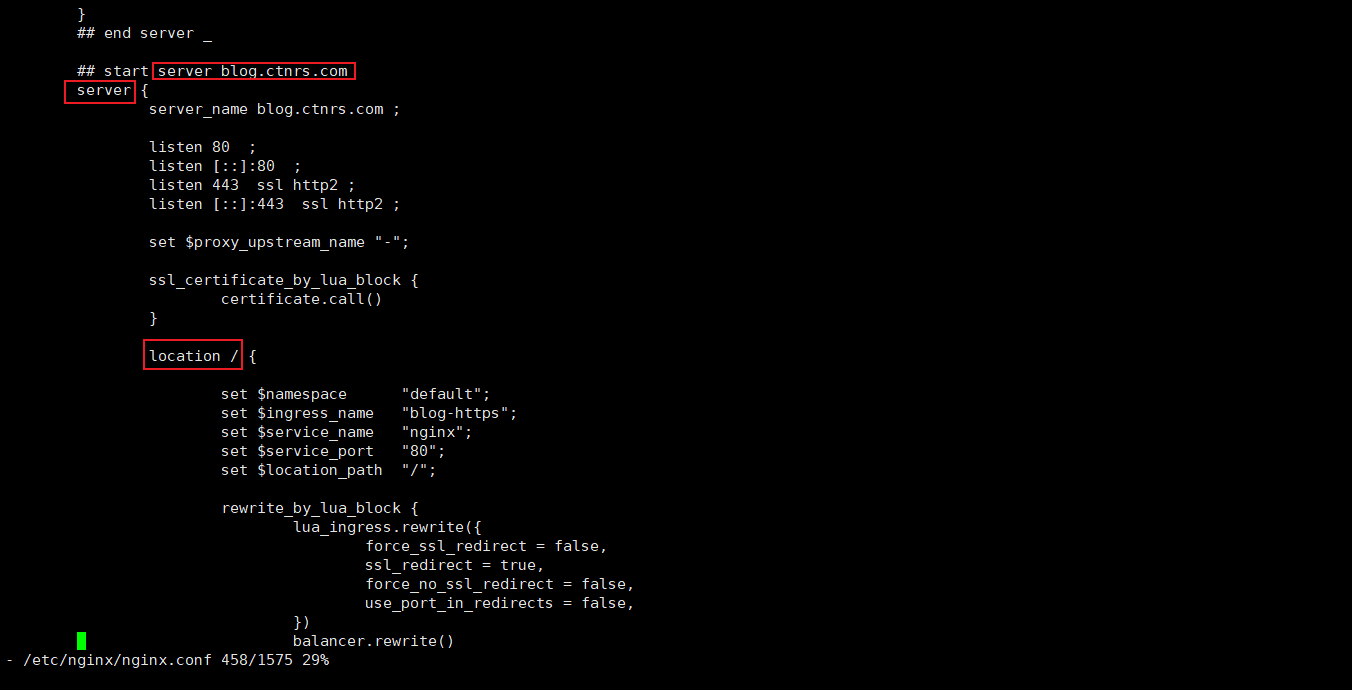 }
## end server _
## start server blog.ctnrs.com
server {
server_name blog.ctnrs.com ;
listen 80  ;
listen [::]:80  ;
listen 443  ssl http2 ;
listen [::]:443  ssl http2 ;
set $proxy_upstream_name "-";
ssl_certificate_by_lua_block {
certificate.call()
}
location / {
set $namespace      "default";
set $ingress_name   "blog-https";
set $service_name   "nginx";
set $service_port   "80";
set $location_path  "/";
rewrite_by_lua_block {
lua_ingress.rewrite({
force_ssl_redirect = false,
ssl_redirect = true,
force_no_ssl_redirect = false,
use_port_in_redirects = false,
})
balancer.rewrite()
- /etc/nginx/nginx.conf 458/1575 29%